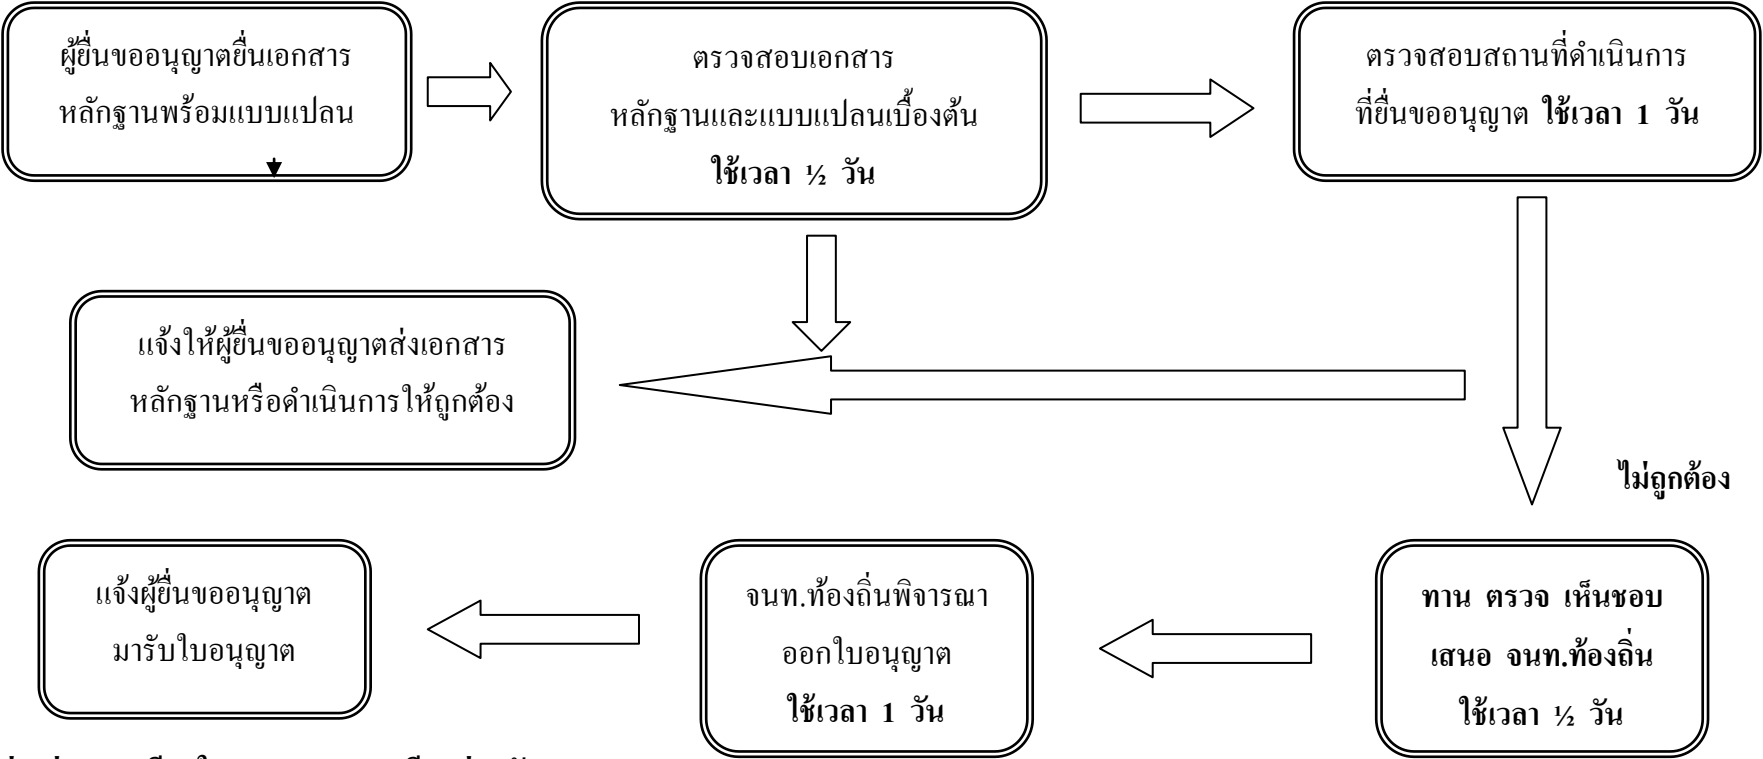 ผู้ยื่นขออนุญาตยื่นเอกสาร
หลักฐานพร้อมแบบแปลน
ตรวจสอบเอกสาร
หลักฐานและแบบแปลนเบื้องต้น
ใช้เวลา ½ วัน
ตรวจสอบสถานที่ดำเนินการ
ที่ยื่นขออนุญาต ใช้เวลา 1 วัน
แจ้งให้ผู้ยื่นขออนุญาตส่งเอกสาร
หลักฐานหรือดำเนินการให้ถูกต้อง
ไม่ถูกต้อง
แจ้งผู้ยื่นขออนุญาต
มารับใบอนุญาต
จนท.ท้องถิ่นพิจารณา
ออกใบอนุญาต
ใช้เวลา 1 วัน
ทาน ตรวจ เห็นชอบ
เสนอ จนท.ท้องถิ่น
ใช้เวลา ½ วัน